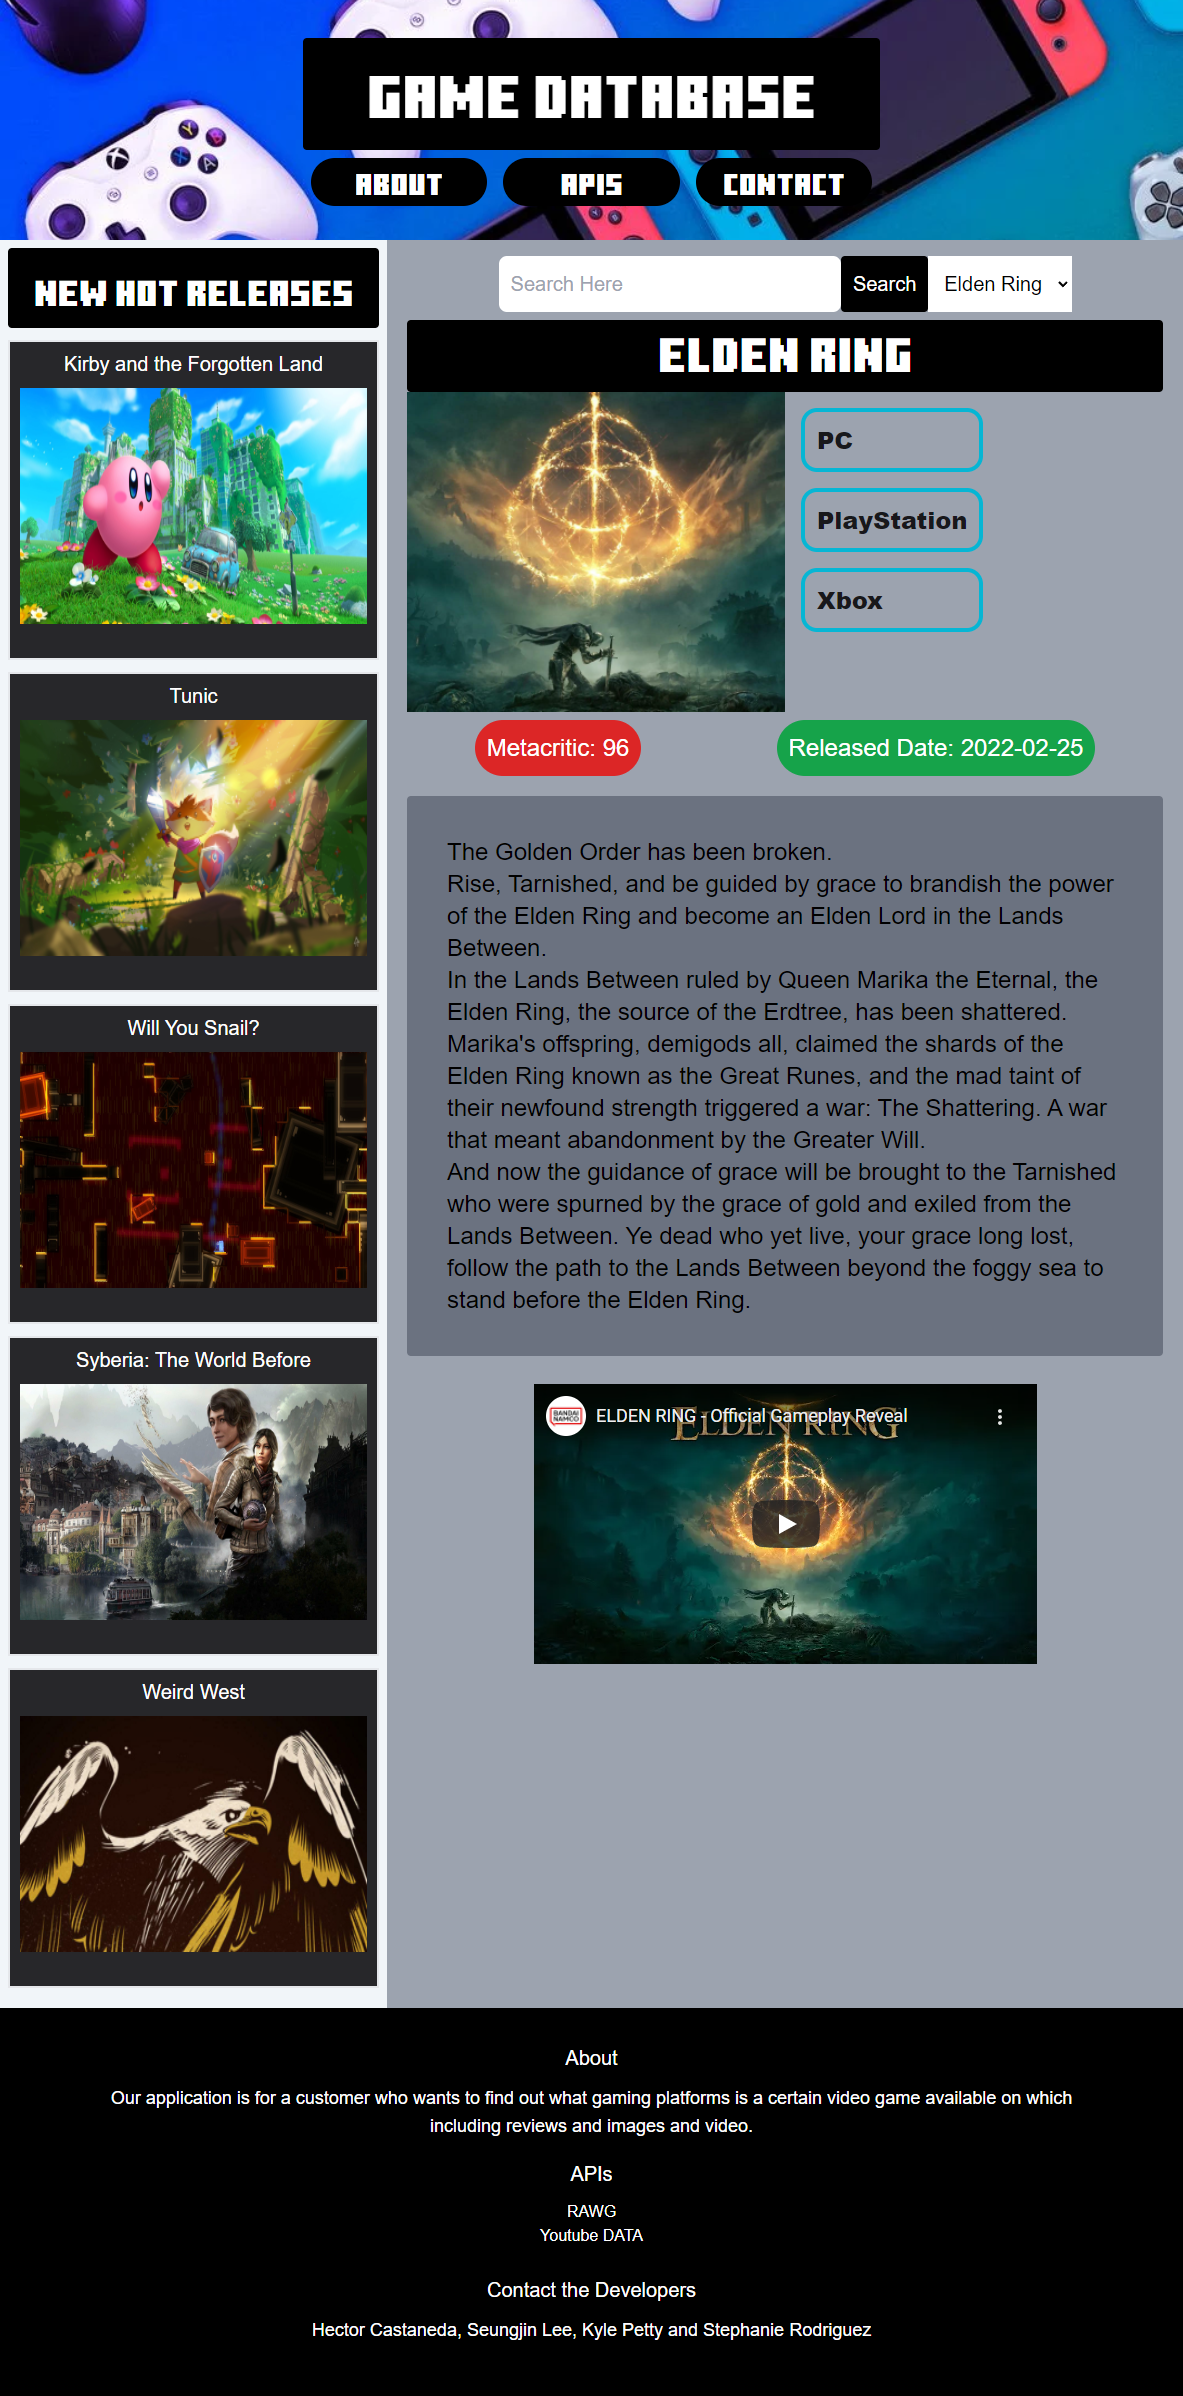 GAME DATABASE
ABOUT
APIS
CONTACT
NEW HOT RELEASES
Kirby and the Forgotten Land
Tunic
Will You Snail?
Syberia: The World Before
Weird West
Search Here
Search
Elden Ring
ELDEN RING
PC
PlayStation
Xbox
Metacritic: 96
Released Date: 2022-02-25
The Golden Order has been broken.
Rise, Tarnished, and be guided by grace to brandish the power
of the Elden Ring and become an Elden Lord in the Lands
Between.
In the Lands Between ruled by Queen Marika the Eternal, the
Elden Ring, the source of the Erdtree, has been shattered.
Marika's offspring, demigods all, claimed the shards of the
Elden Ring known as the Great Runes, and the mad taint of
their newfound strength triggered a war: The Shattering. A war
that meant abandonment by the Greater Will.
And now the guidance of grace will be brought to the Tarnished
who were spurned by the grace of gold and exiled from the
Lands Between. Ye dead who yet live, your grace long lost,
follow the path to the Lands Between beyond the foggy sea to
stand before the Elden Ring.
BANDAI
NAMCO
ELDEN RING - Official Gameplay Reveal
ELDEN RING
About
Our application is for a customer who wants to find out what gaming platforms is a certain video game available on which
including reviews and images and video.
APIs
RAWG
Youtube DATA
Contact the Developers
Hector Castaneda, Seungjin Lee, Kyle Petty and Stephanie Rodriguez